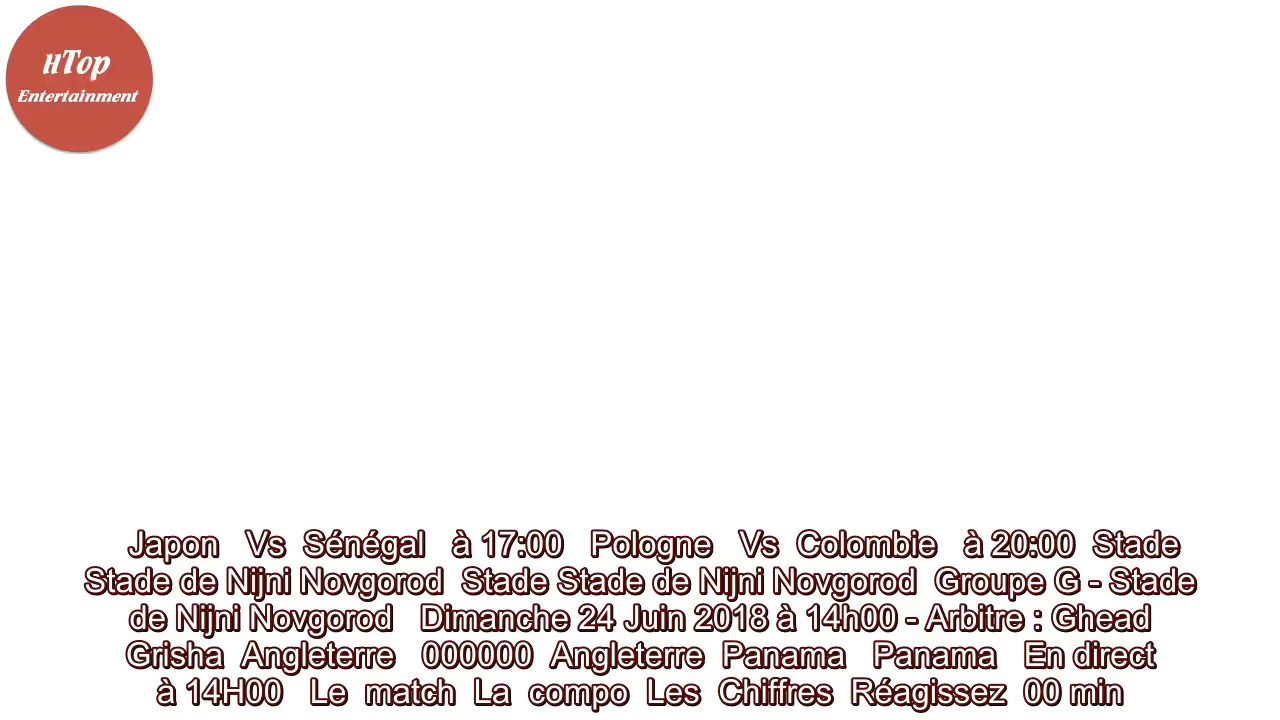 HTop
Entertainment
Japon Vs Sénégal à 17:00 Pologne Vs Colombie à 20:00 Stade
Stade de Nijni Novgorod Stade Stade de Nijni Novgorod Groupe G - Stade
de Nijni Novgorod Dimanche 24 Juin 2018 à 14h00 - Arbitre : Ghead
Grisha Angleterre 000000 Angleterre Panama Panama En direct
à 14H00 Le match La compo Les Chiffres Réagissez 00 min